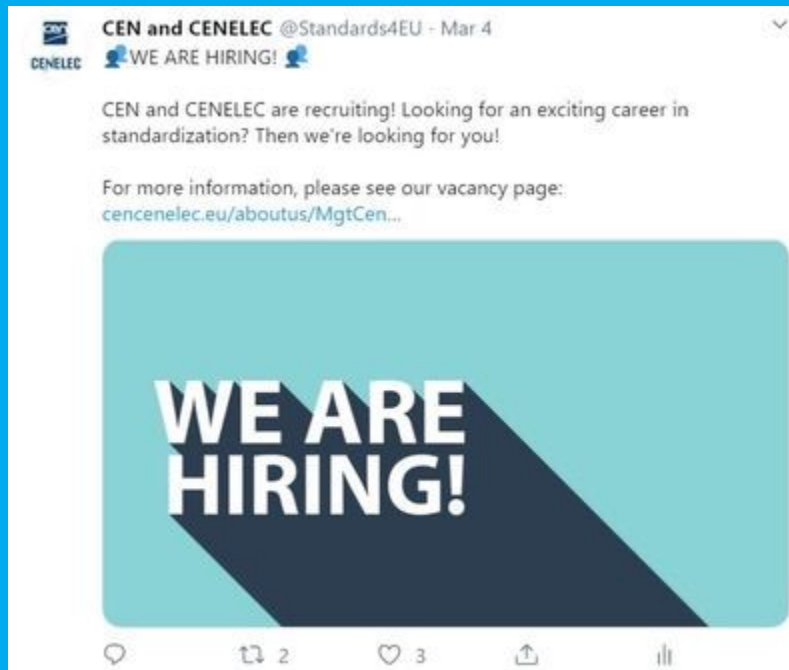 CEN and CENELEC @Standards4EU · Mar 4
CENELEC
👥WE ARE HIRING! 👥
CEN and CENELEC are recruiting! Looking for an exciting career in
standardization? Then we're looking for you!
For more information, please see our vacancy page:
cencenelec.eu/aboutus/MgtCen...
WE ARE
HIRING!
2
3